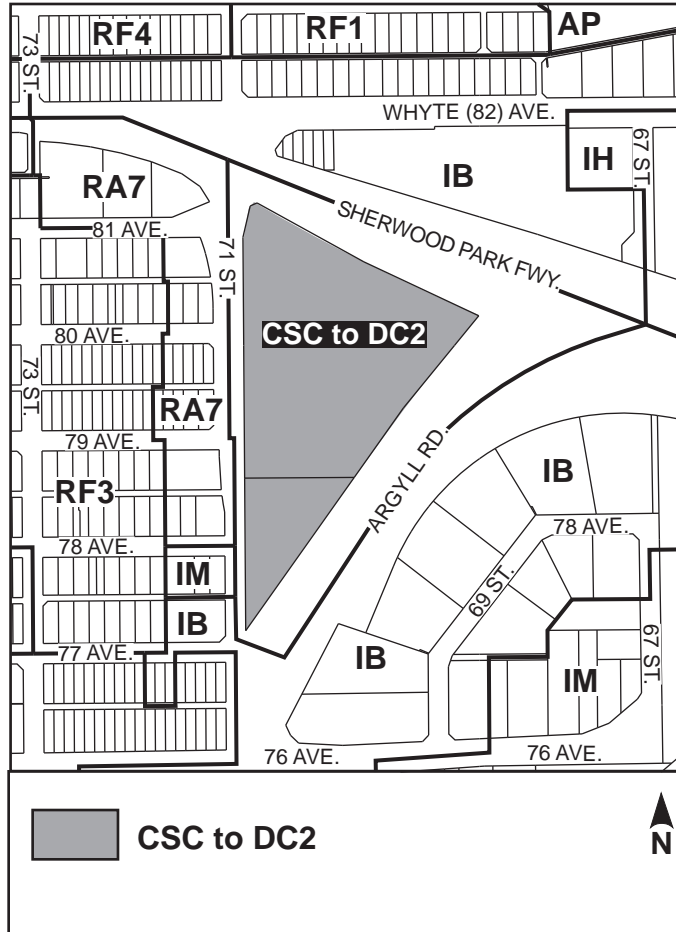 RF4
RF1
AP
73 ST.
WHYTE (82) AVE.
IB
IH
67 ST.
RA7
81 AVE.
71 ST.
SHERWOOD PARK FWY.
CSC to DC2
80 AVE.
73 ST.
RA7
79 AVE.
ARGYLL RD.
IB
RF3
78 AVE.
78 AVE.
IM
69 ST.
IB
77 AVE.
IB
67 ST.
IM
76 AVE.
76 AVE.
CSC to DC2
N